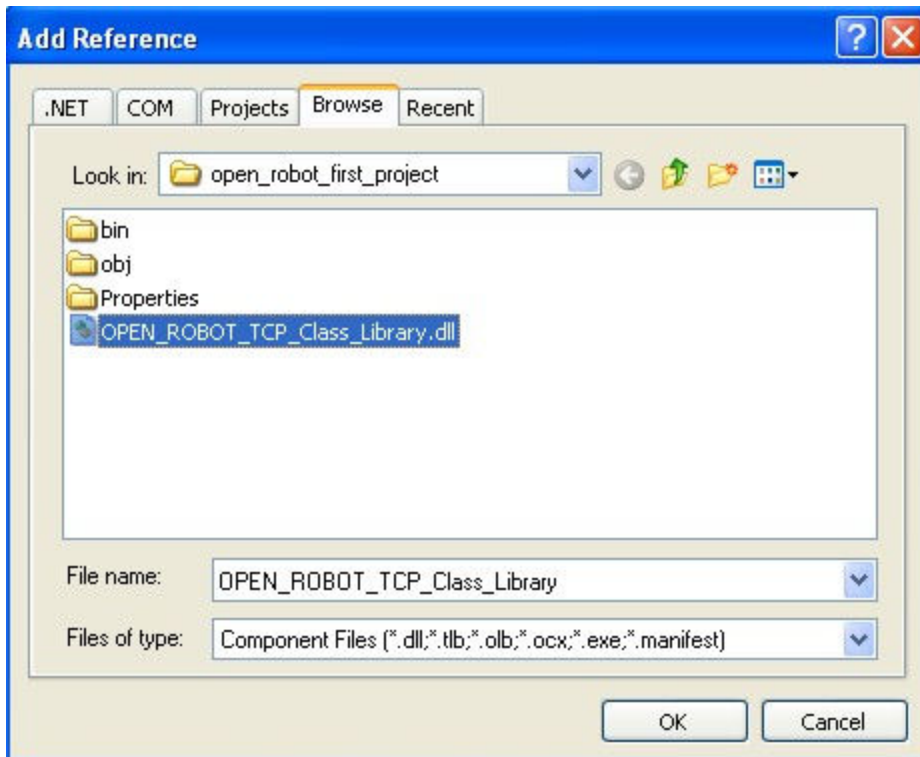 Add Reference
.NET COM Projects Browse Recent
Look in: open_robot_first_project
bin
obj
Properties
OPEN_ROBOT_TCP_Class_Library.dll
File name: OPEN_ROBOT_TCP_Class_Library
Files of type: Component Files (*.dll;*.tlb;*.olb;*.ocx;*.exe;*.manifest)
OK Cancel